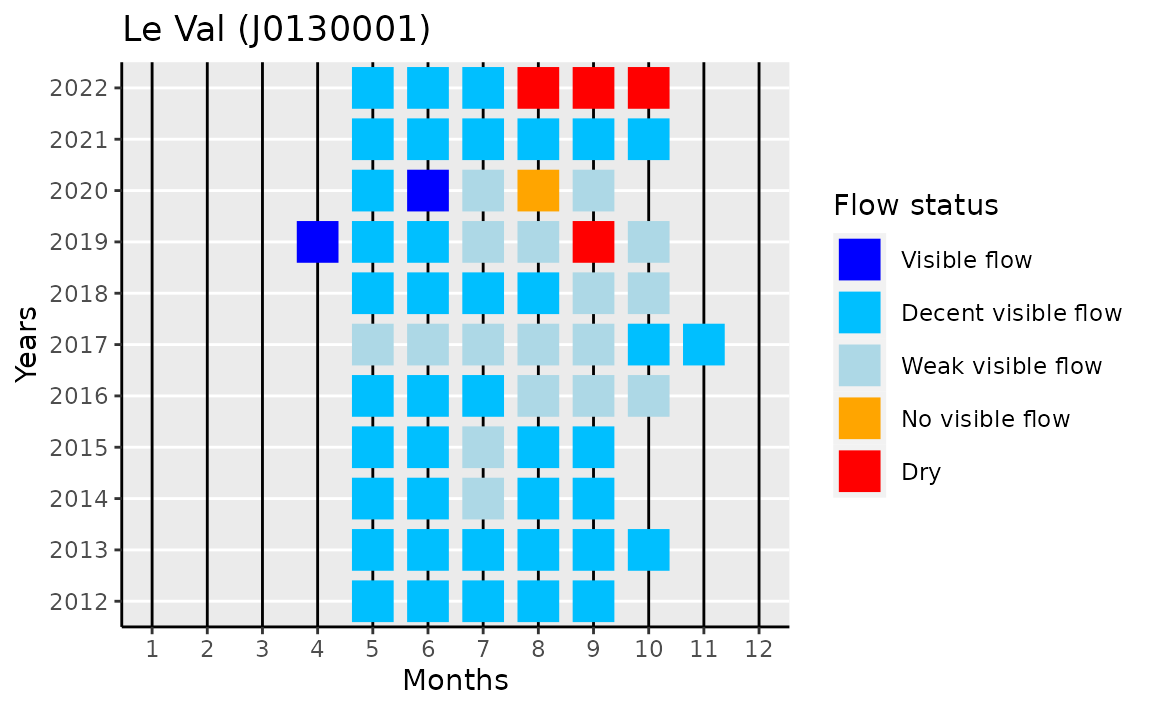 Le Val (J0130001)
Years
2022
2021
2020
2019
2018
2017
2016
2015
2014
2013
2012
1 2 3 4 5 6 7 8 9 10 11 12
Months
Flow status
Visible flow
Decent visible flow
Weak visible flow
No visible flow
Dry